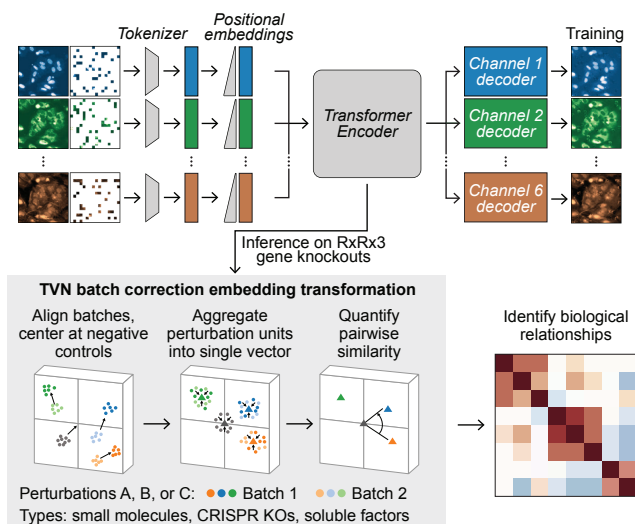 Tokenizer
Positional
embeddings
Training
Transformer
Encoder
Channel 1
decoder
Channel 2
decoder
Channel 6
decoder
Inference on RxRx3
gene knockouts
TVN batch correction embedding transformation
Align batches,
center at negative
controls
Aggregate
perturbation units
into single vector
Quantify
pairwise
similarity
Identify biological
relationships
Perturbations A, B, or C: Batch 1 Batch 2
Types: small molecules, CRISPR KOs, soluble factors